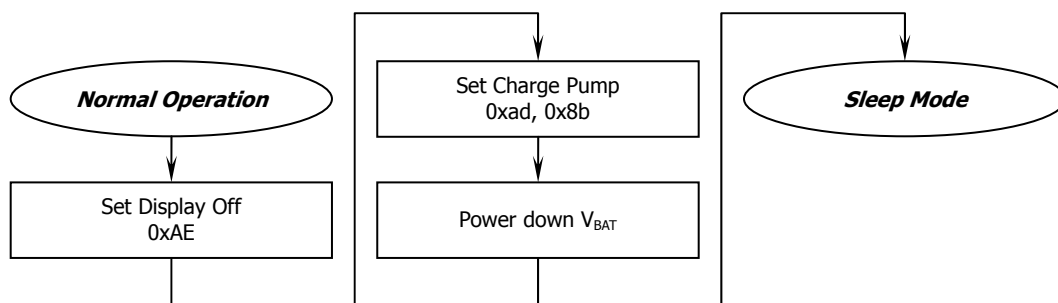 Normal Operation
Set Display Off
0xAE
Set Charge Pump
0xad, 0x8b
Power down VBAT
Sleep Mode